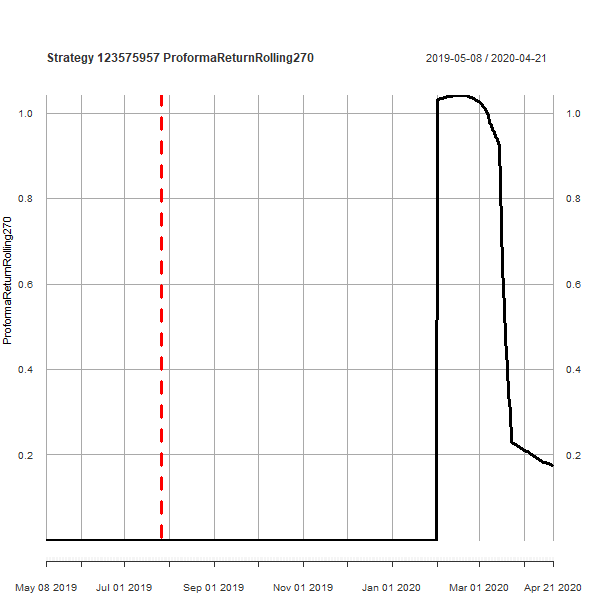 Strategy 123575957 ProformaReturnRolling270
2019-05-08 / 2020-04-21
ProformaReturnRolling270
1.0 1.0
0.8 0.8
0.6 0.6
0.4 0.4
0.2 0.2
May 08 2019 Jul 01 2019 Sep 01 2019 Nov 01 2019 Jan 01 2020 Mar 01 2020 Apr 21 2020